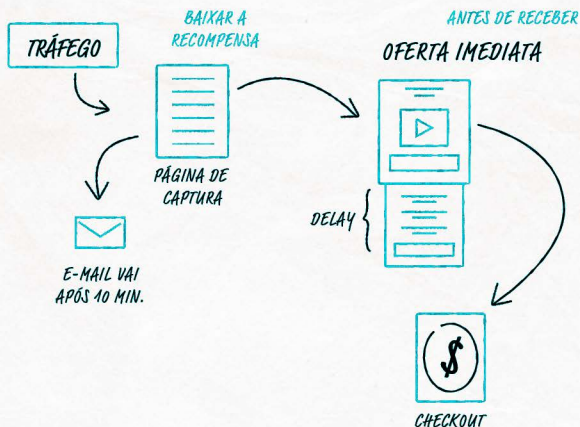 TRÁFEGO
BAIXAR A
RECOMPENSA
PÁGINA DE
CAPTURA
E-MAIL VAI
APÓS 10 MIN.
ANTES DE RECEBER
OFERTA IMEDIATA
DELAY
$
CHECKOUT